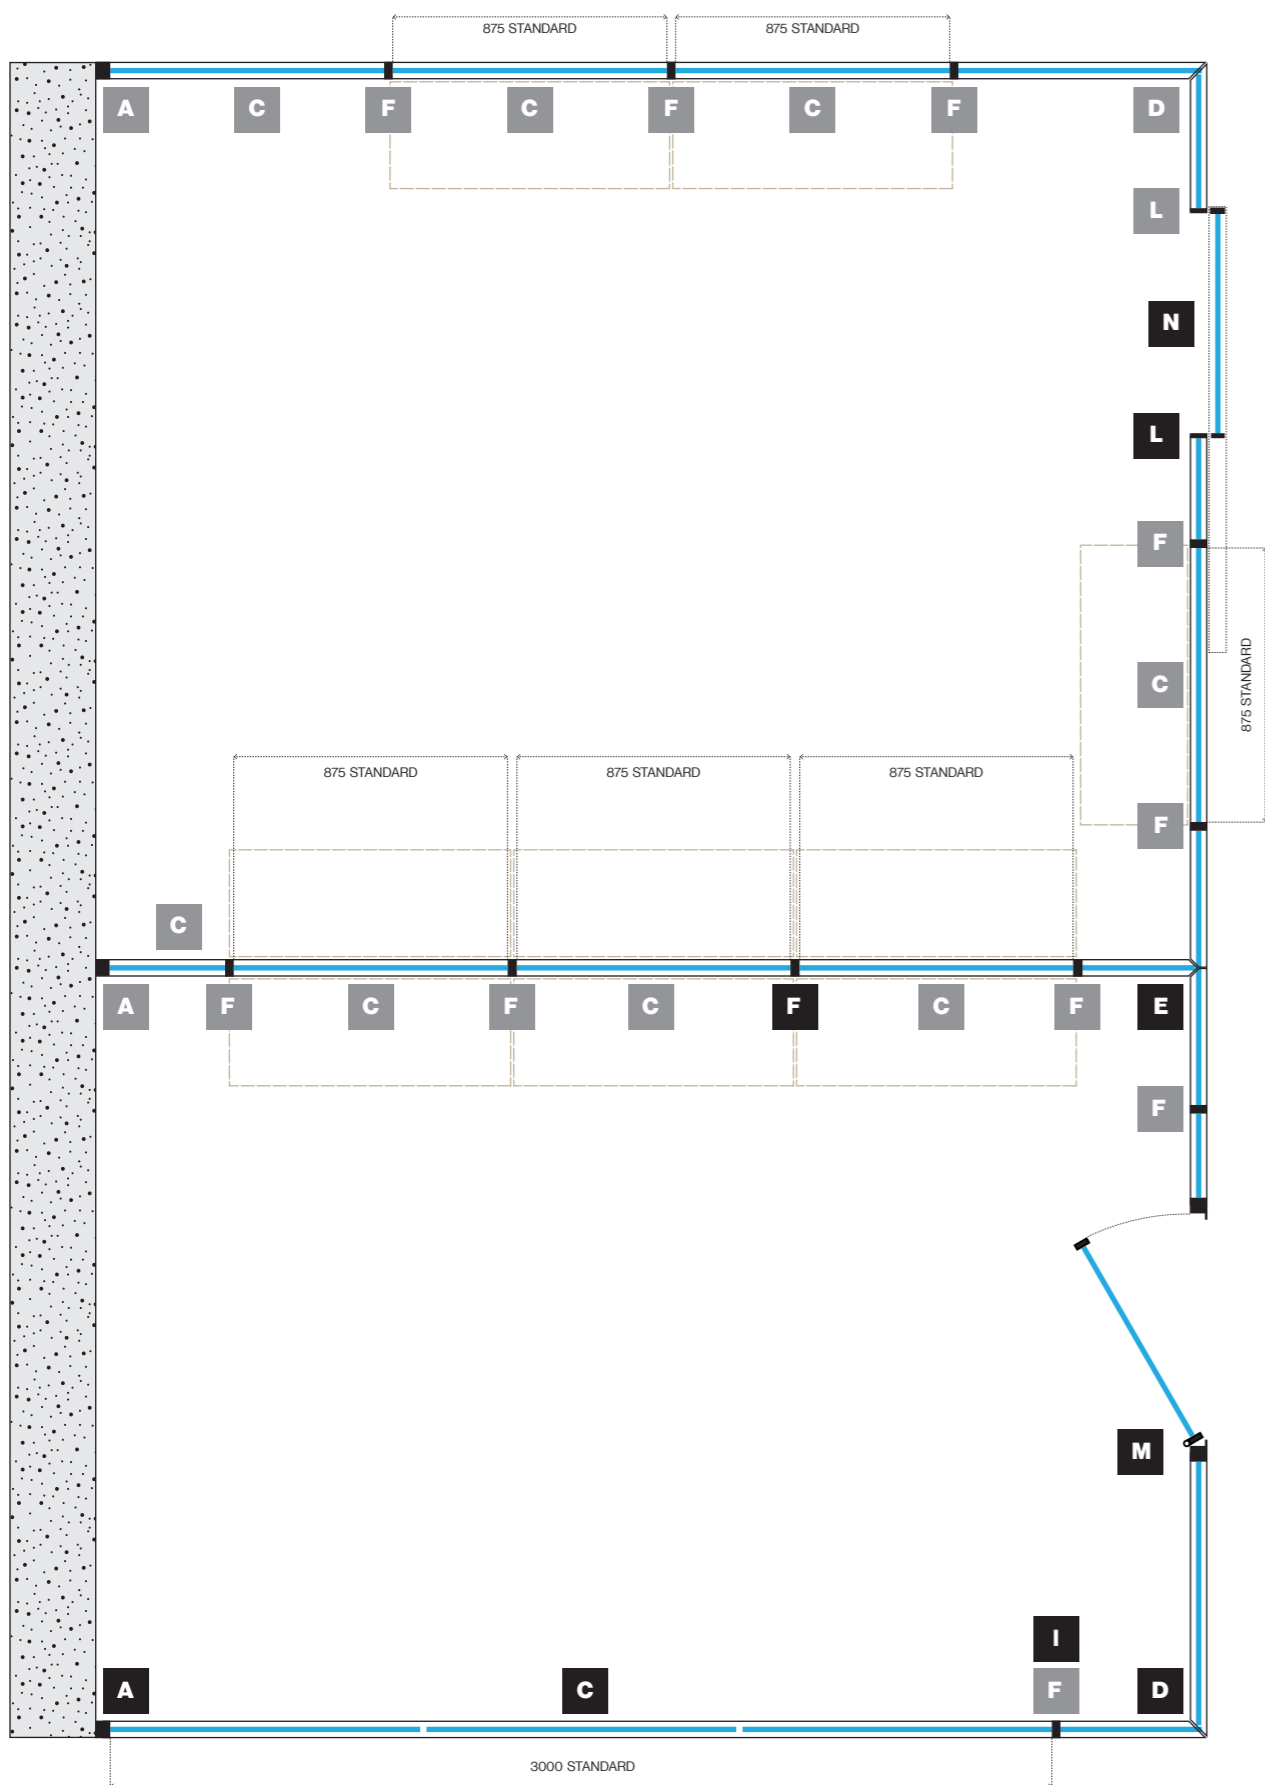 875 STANDARD 875 STANDARD
A C F C F C F D
L
N
L
F
C
875 STANDARD
875 STANDARD 875 STANDARD 875 STANDARD
F
C
A F C F C F C F E
F
M
I
A C F D
3000 STANDARD